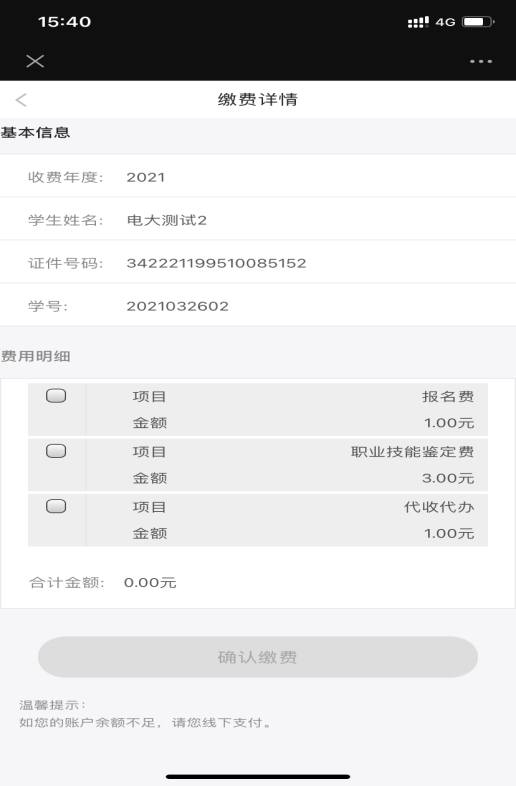 15:40
4G
缴费详情
基本信息
收费年度: 2021
学生姓名: 电大测试2
证件号码: 342221199510085152
学号: 2021032602
费用明细
项目 报名费
金额 1.00元
项目 职业技能鉴定费
金额 3.00元
项目 代收代办
金额 1.00元
合计金额: 0.00元
确认缴费
温馨提示:
如您的账户余额不足，请您线下支付。